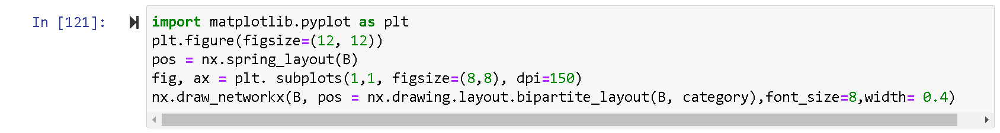 In [121]:
import matplotlib.pyplot as plt
plt.figure(figsize=(12, 12))
pos = nx.spring_layout(B)
fig, ax = plt. subplots(1,1, figsize=(8,8), dpi=150)
nx.draw_networkx(B, pos = nx.drawing.layout.bipartite_layout(B, category),font_size=8,width= 0.4)